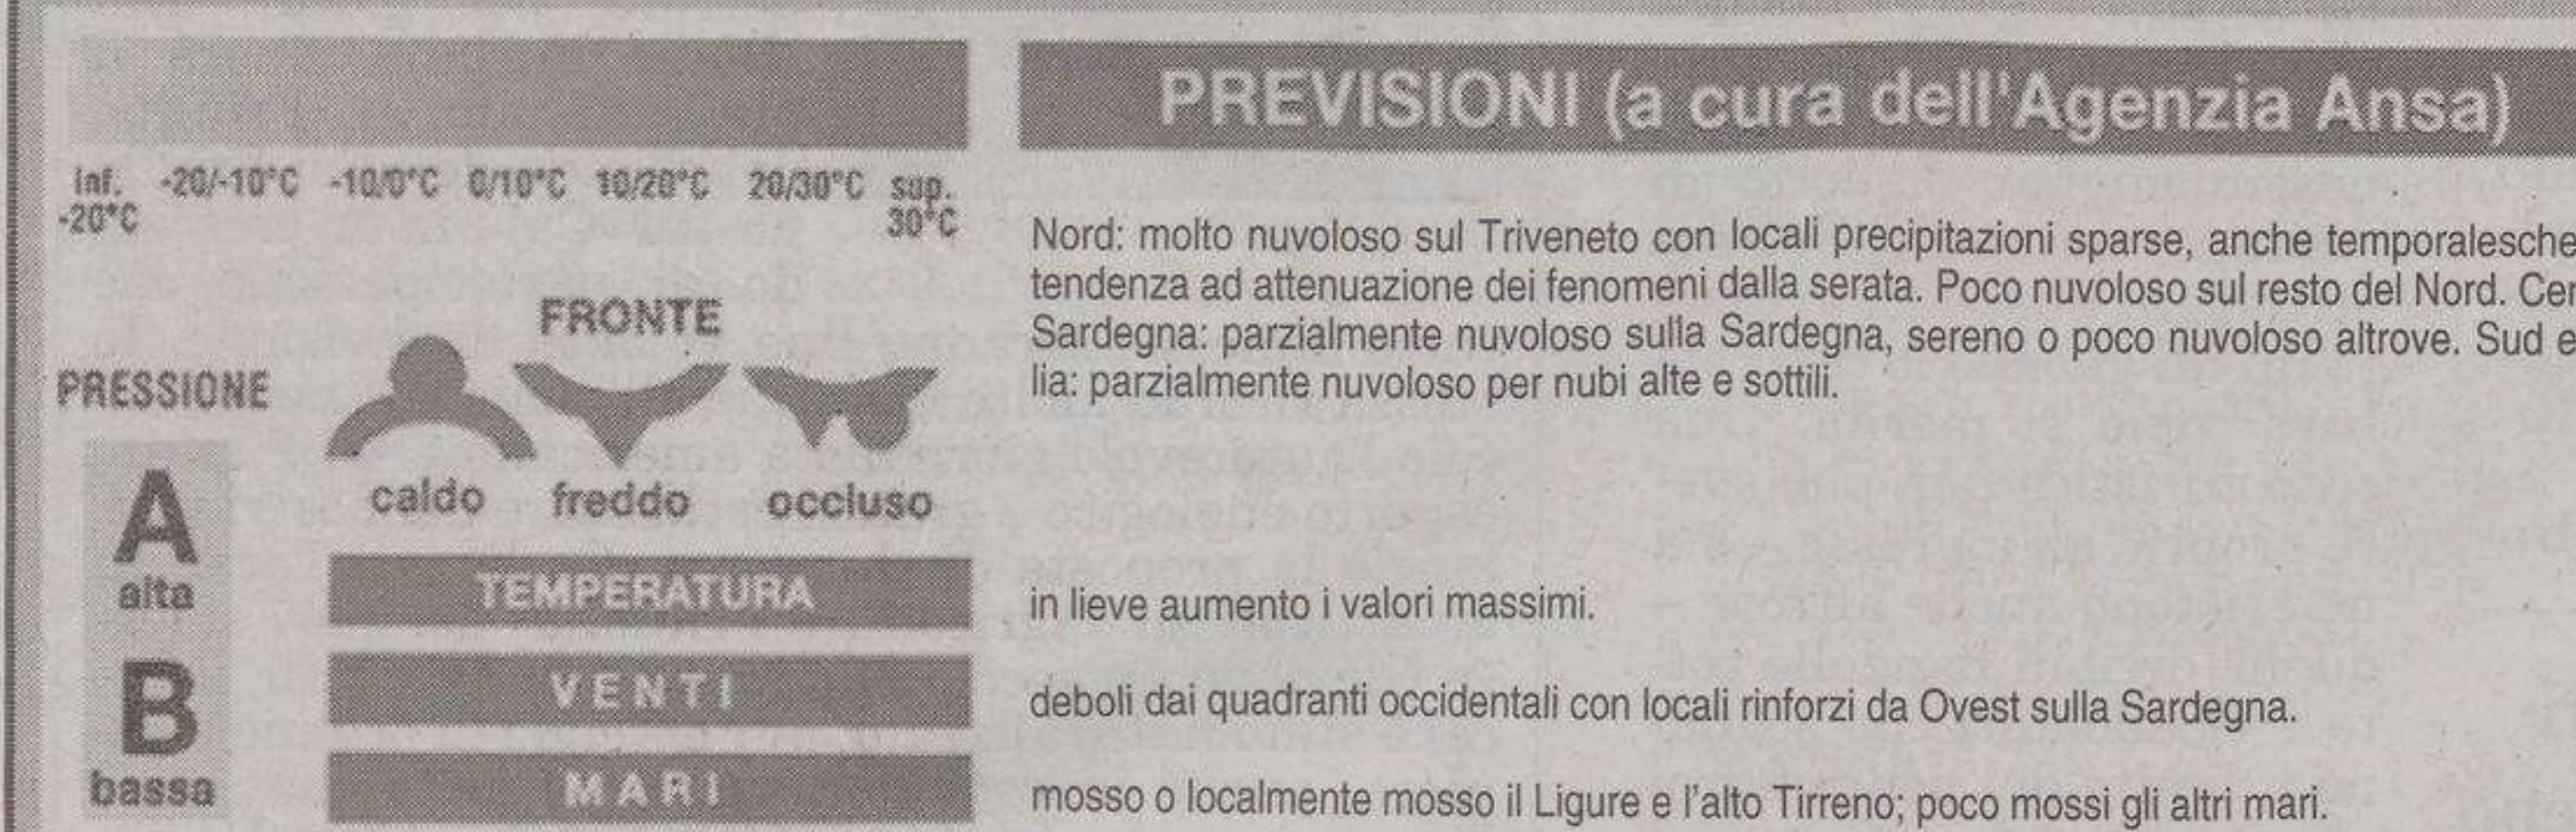 inf. -20/-10°C -10/0°C 0/10°C 10/20°C 20/30°C sup.
-20°C 30°C
FRONTE
PRESSIONE
caldo freddo occluso
A
alta
B
bassa
PREVISIONI (a cura dell'Agenzia Ansa)
Nord: molto nuvoloso sul Triveneto con locali precipitazioni sparse, anche temporalesche
tendenza ad attenuazione dei fenomeni dalla serata. Poco nuvoloso sul resto del Nord. Cen
Sardegna: parzialmente nuvoloso sulla Sardegna, sereno o poco nuvoloso altrove. Sud e
lia: parzialmente nuvoloso per nubi alte e sottili.
TEMPERATURA in lieve aumento i valori massimi.
VENTI deboli dai quadranti occidentali con locali rinforzi da Ovest sulla Sardegna.
MARI mosso o localmente mosso il Ligure e l'alto Tirreno; poco mossi gli altri mari.